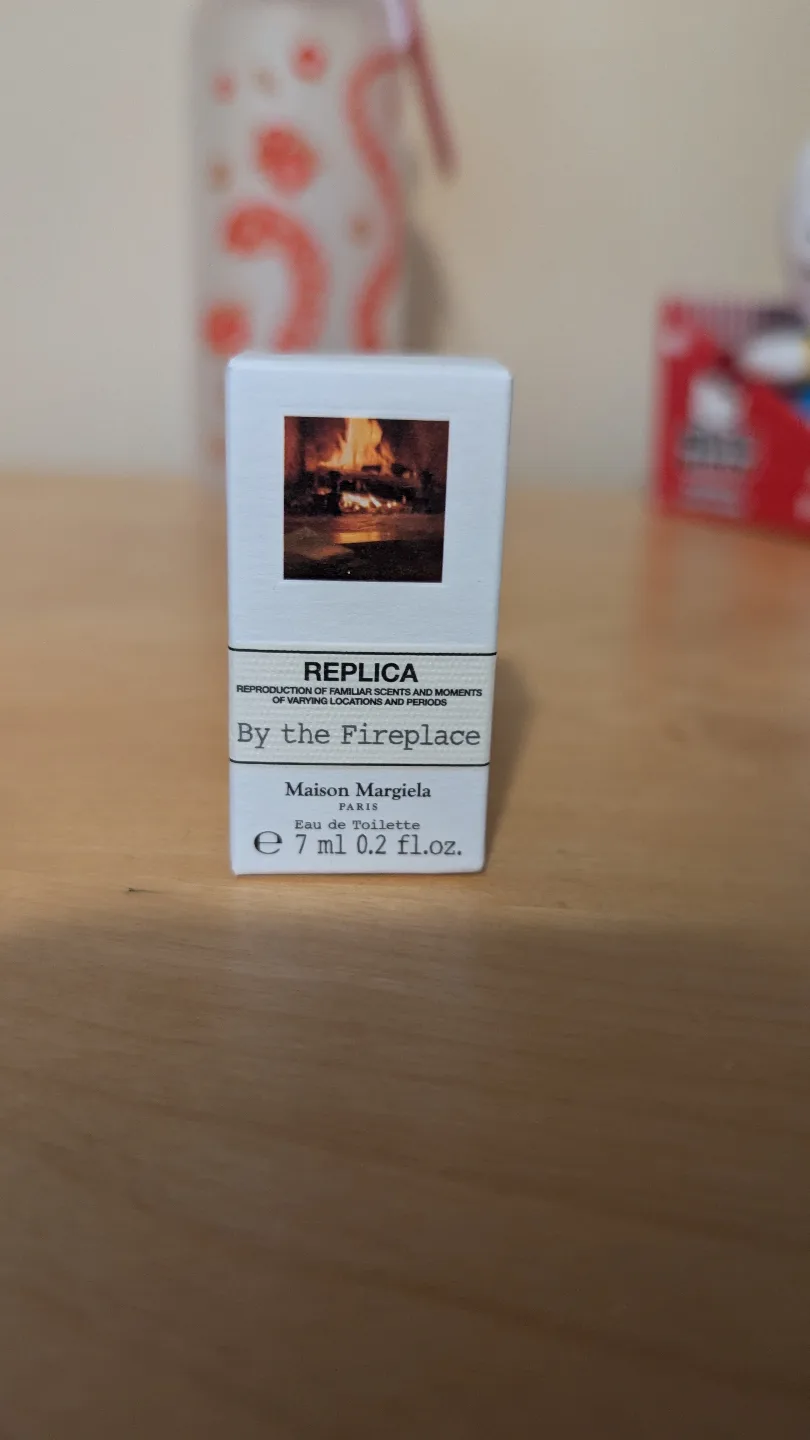 REPLICA
REPRODUCTION OF FAMILIAR SCENTS AND MOMENTS
OF VARYING LOCATIONS AND PERIODS
By the Fireplace
Maison Margiela
PARIS
Eau de Toilette
℮ 7 ml 0.2 fl.oz.